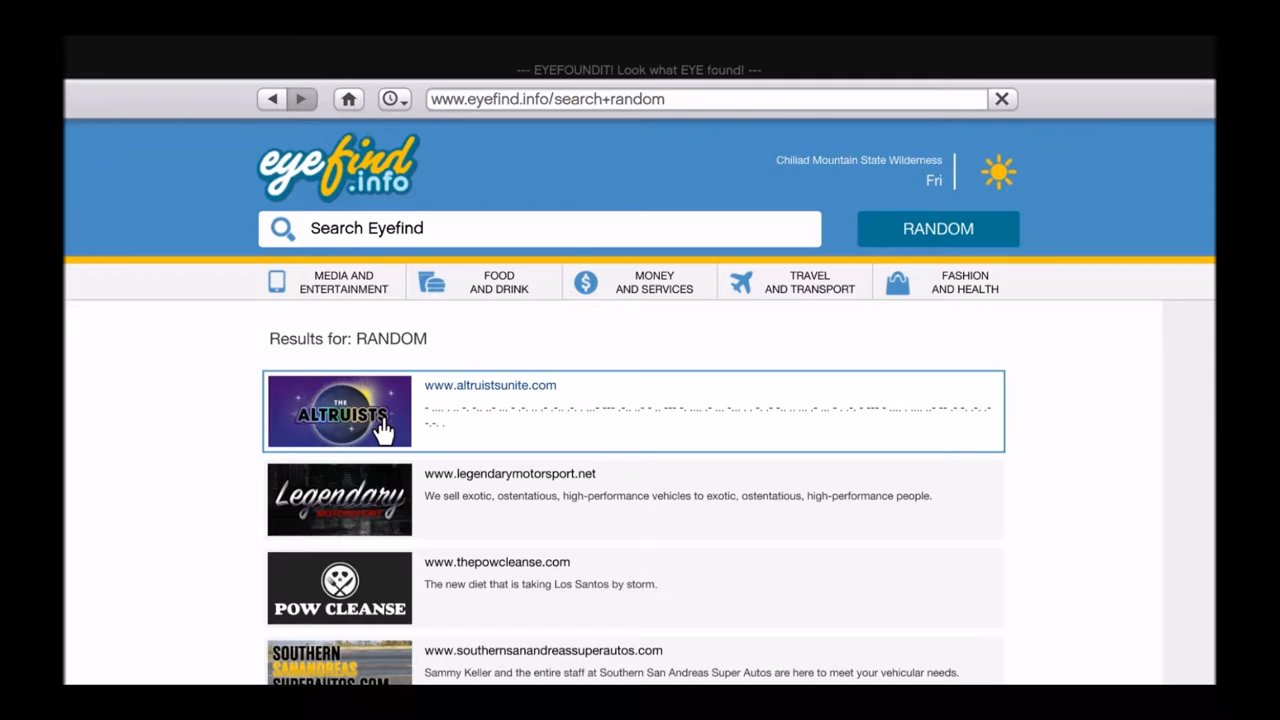 --- EYEFOUNDIT! Look what EYE found! ---
www.eyefind.info/search+random
eyefind
.info
Chiliad Mountain State Wilderness
Fri
Search Eyefind
RANDOM
MEDIA AND
ENTERTAINMENT
FOOD
AND DRINK
MONEY
AND SERVICES
TRAVEL
AND TRANSPORT
FASHION
AND HEALTH
Results for: RANDOM
THE
ALTRUISTS
www.altruistsunite.com
Legendary
MOTORSPORT
www.legendarymotorsport.net
We sell exotic, ostentatious, high-performance vehicles to exotic, ostentatious, high-performance people.
POW CLEANSE
www.thepowcleanse.com
The new diet that is taking Los Santos by storm.
SOUTHERN
SANANDREAS
SUPERAUTOS.COM
www.southernsanandreassuperautos.com
Sammy Keller and the entire staff at Southern San Andreas Super Autos are here to meet your vehicular needs.